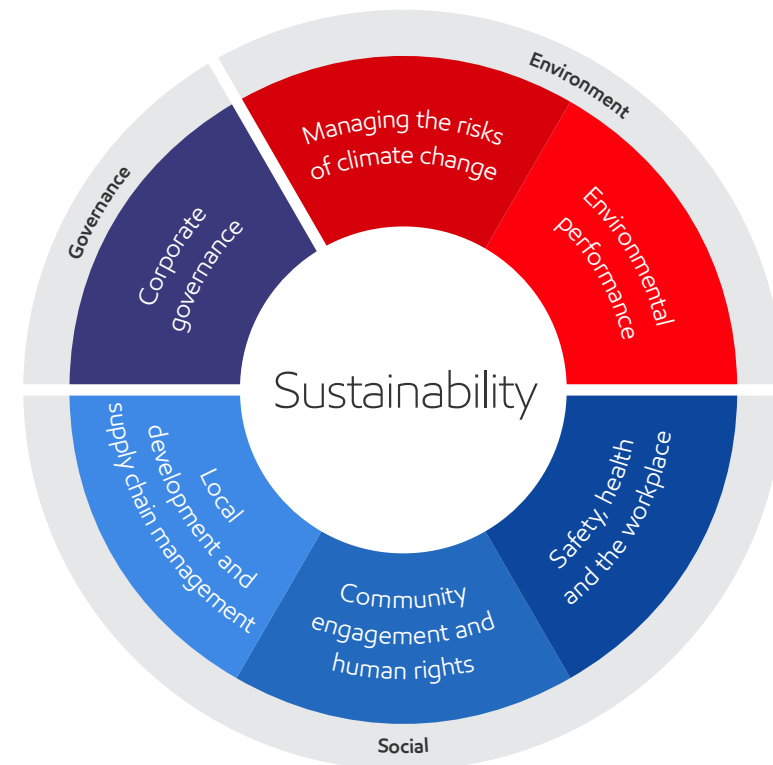 Environment
Managing the risks
of climate change
Environmental
performance
Governance
Corporate
governance
Sustainability
Safety, health
and the workplace
Local
development and
supply chain management
Community
engagement and
human rights
Social